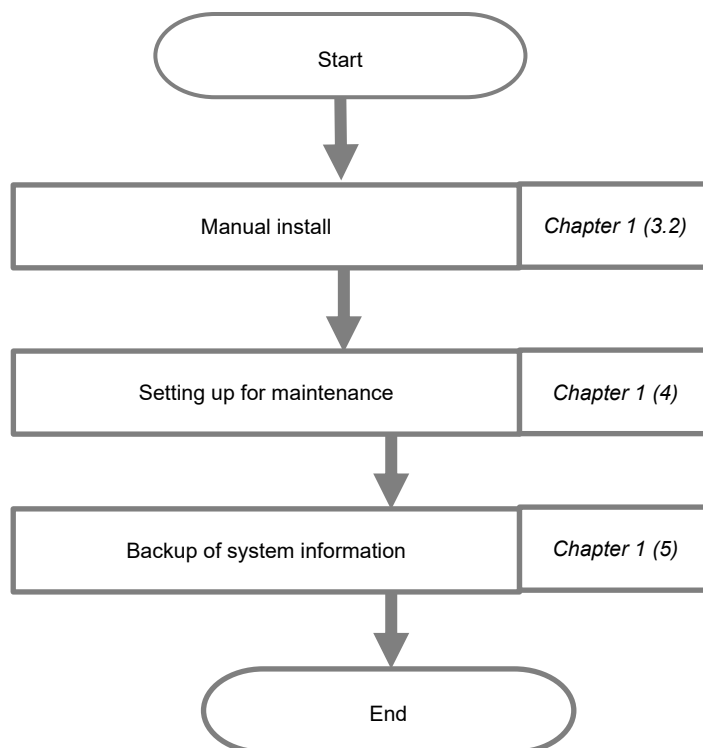 Start
Manual install
Chapter 1 (3.2)
Setting up for maintenance
Chapter 1 (4)
Backup of system information
Chapter 1 (5)
End